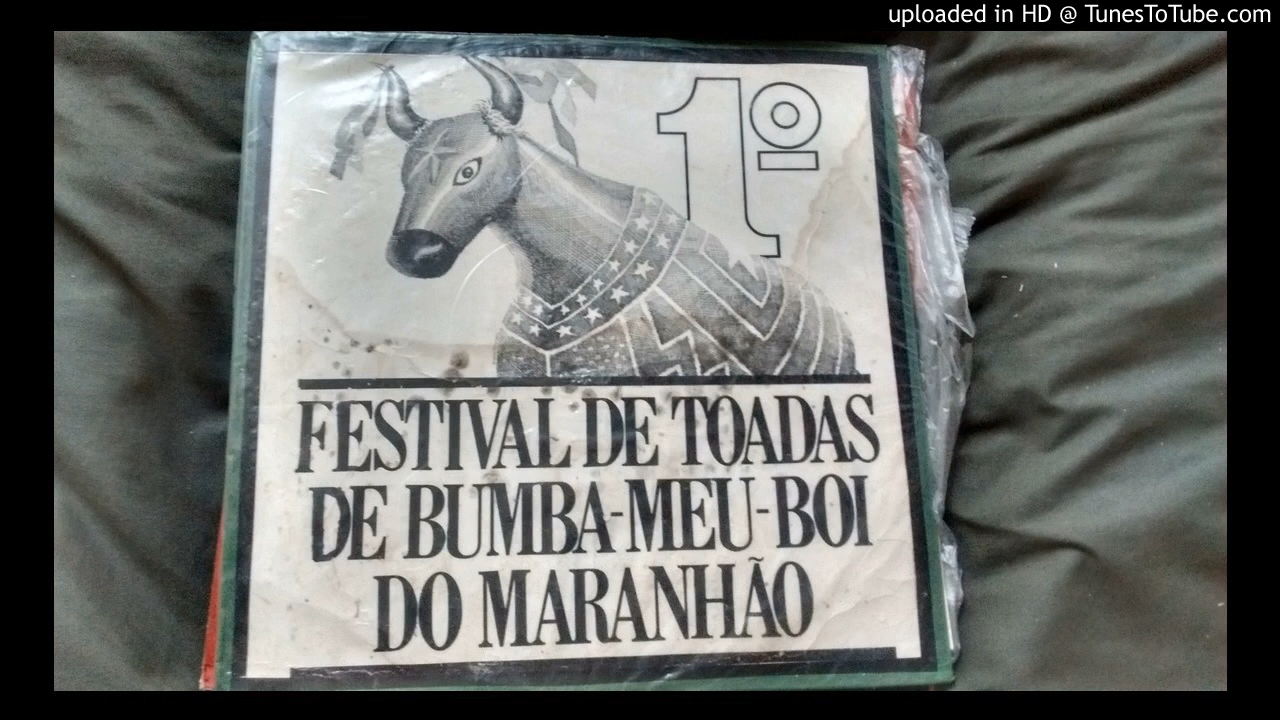 uploaded in HD @ TunesToTube.com
1º
FESTIVAL DE TOADAS
DE BUMBA-MEU-BOI
DO MARANHÃO